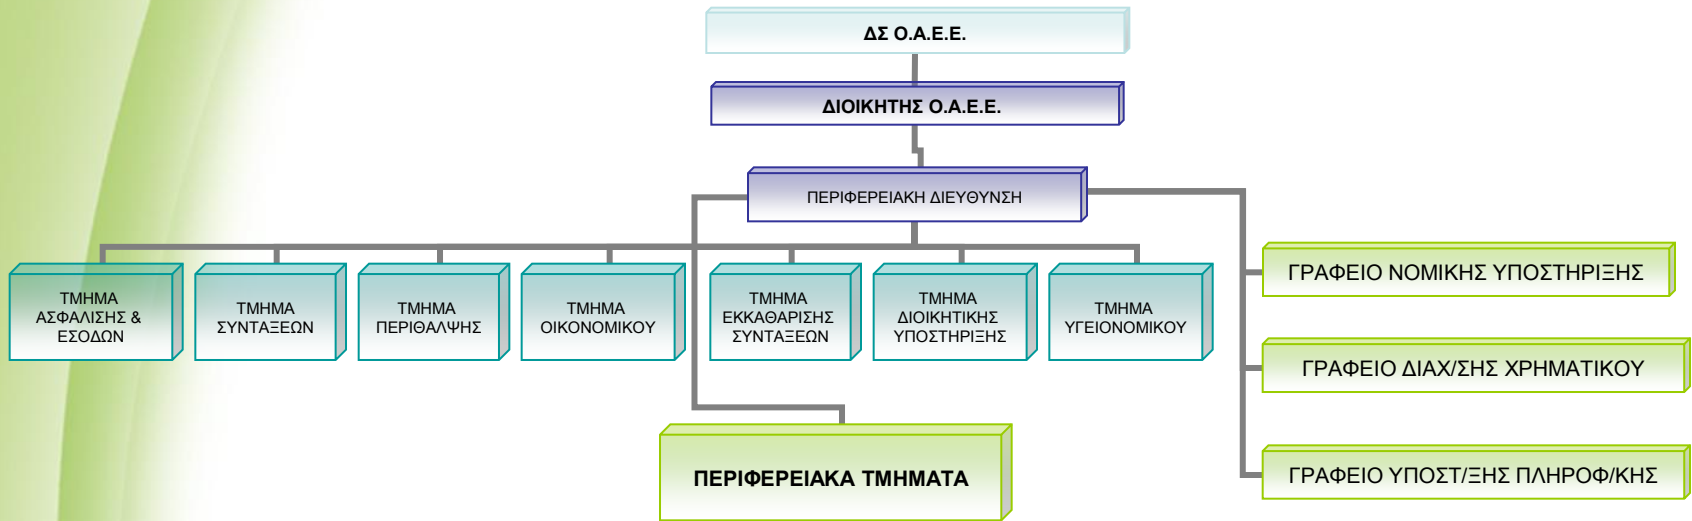 ΔΣ Ο.Α.Ε.Ε.
ΔΙΟΙΚΗΤΗΣ Ο.Α.Ε.Ε.
ΠΕΡΙΦΕΡΕΙΑΚΗ ΔΙΕΥΘΥΝΣΗ
ΤΜΗΜΑ
ΑΣΦΑΛΙΣΗΣ &
ΕΣΟΔΩΝ
ΤΜΗΜΑ
ΣΥΝΤΑΞΕΩΝ
ΤΜΗΜΑ
ΠΕΡΙΘΑΛΨΗΣ
ΤΜΗΜΑ
ΟΙΚΟΝΟΜΙΚΟΥ
ΤΜΗΜΑ
ΕΚΚΑΘΑΡΙΣΗΣ
ΣΥΝΤΑΞΕΩΝ
ΤΜΗΜΑ
ΔΙΟΙΚΗΤΙΚΗΣ
ΥΠΟΣΤΗΡΙΞΗΣ
ΤΜΗΜΑ
ΥΓΕΙΟΝΟΜΙΚΟΥ
ΓΡΑΦΕΙΟ ΝΟΜΙΚΗΣ ΥΠΟΣΤΗΡΙΞΗΣ
ΓΡΑΦΕΙΟ ΔΙΑΧ/ΣΗΣ ΧΡΗΜΑΤΙΚΟΥ
ΓΡΑΦΕΙΟ ΥΠΟΣΤ/ΞΗΣ ΠΛΗΡΟΦ/ΚΗΣ
ΠΕΡΙΦΕΡΕΙΑΚΑ ΤΜΗΜΑΤΑ